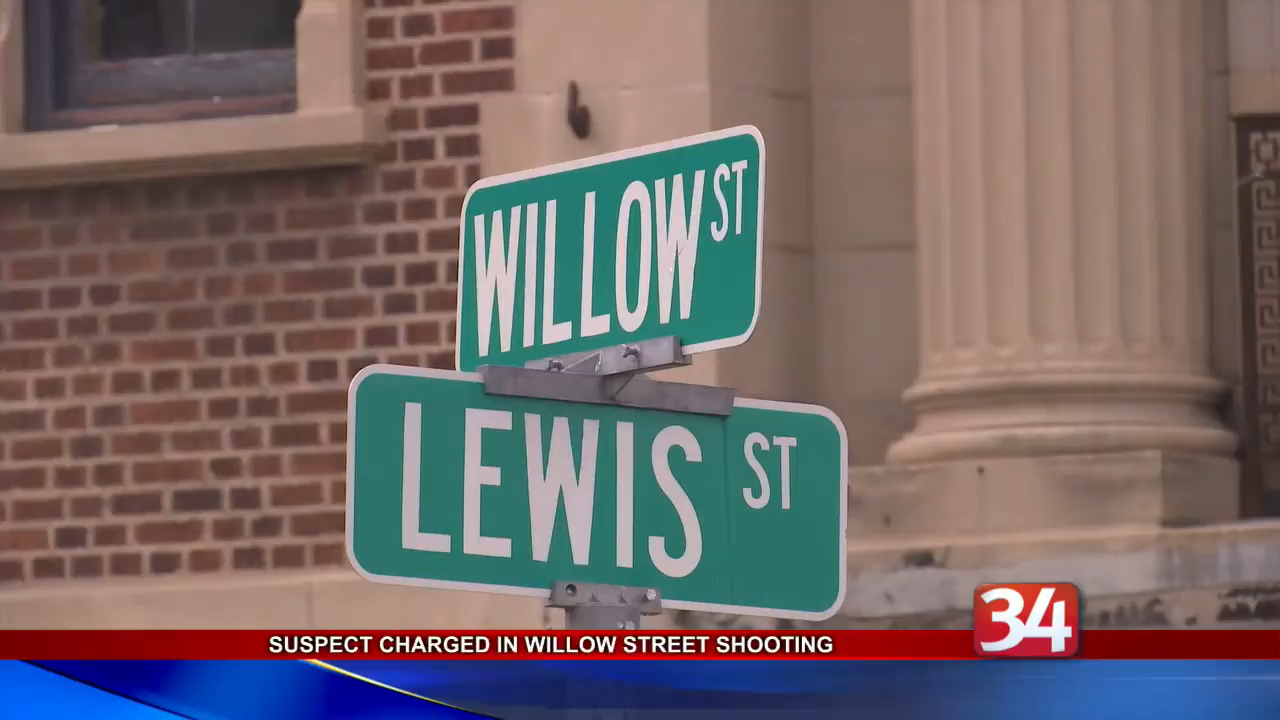 WILLOW ST
LEWIS ST
SUSPECT CHARGED IN WILLOW STREET SHOOTING
34